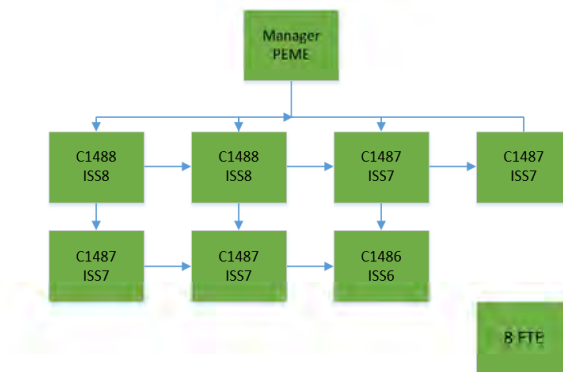 Manager
PEME
C1488
ISS8
C1488
ISS8
C1487
ISS7
C1487
ISS7
C1487
ISS7
C1487
ISS7
C1486
ISS6
8 FTE